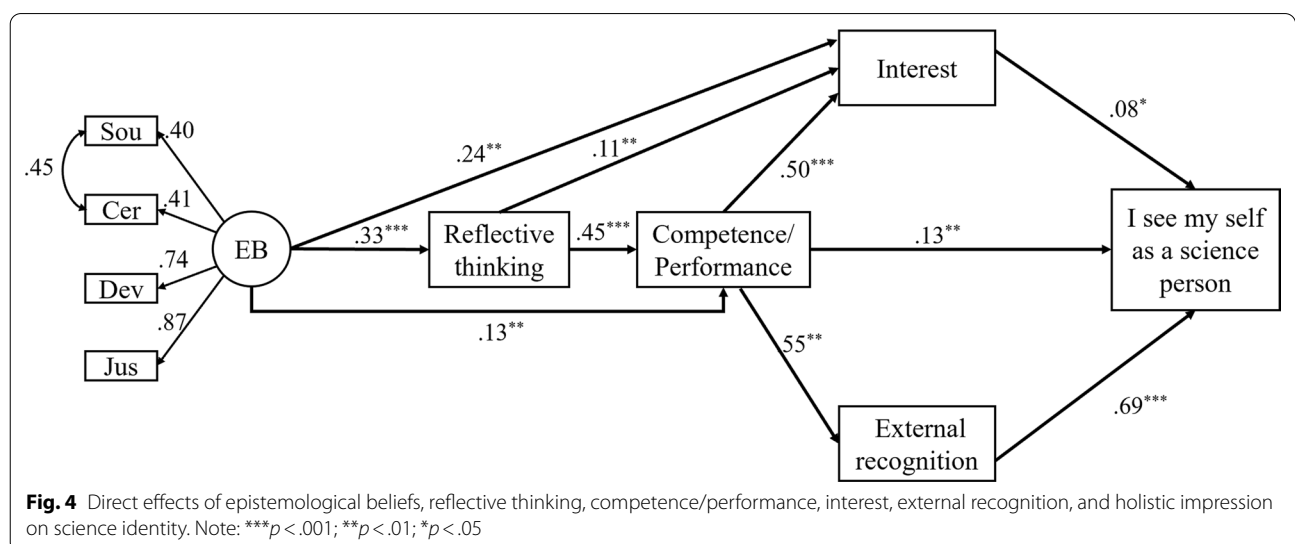 Interest
.08*
Sou
.40
.24**
.11**
.50***
.45
Cer
.41
EB
.33***
Reflective
thinking
.45***
Competence/
Performance
.13**
I see my self
as a science
person
Dev
.74
.87
.13**
.55**
Jus
.69***
External
recognition
Fig. 4 Direct effects of epistemological beliefs, reflective thinking, competence/performance, interest, external recognition, and holistic impression
on science identity. Note: ***p < .001; **p < .01; *p < .05